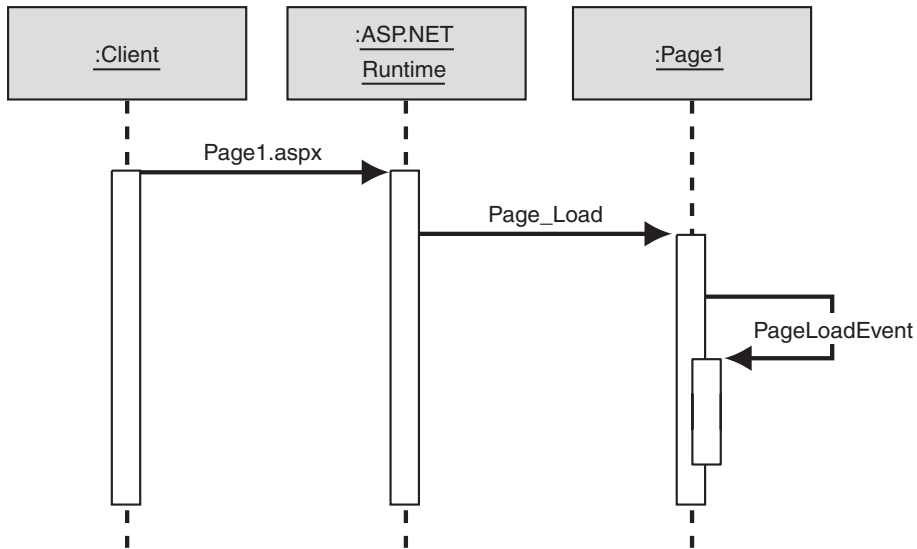 :Client
:ASP.NET
Runtime
:Page1
Page1.aspx
Page_Load
PageLoadEvent